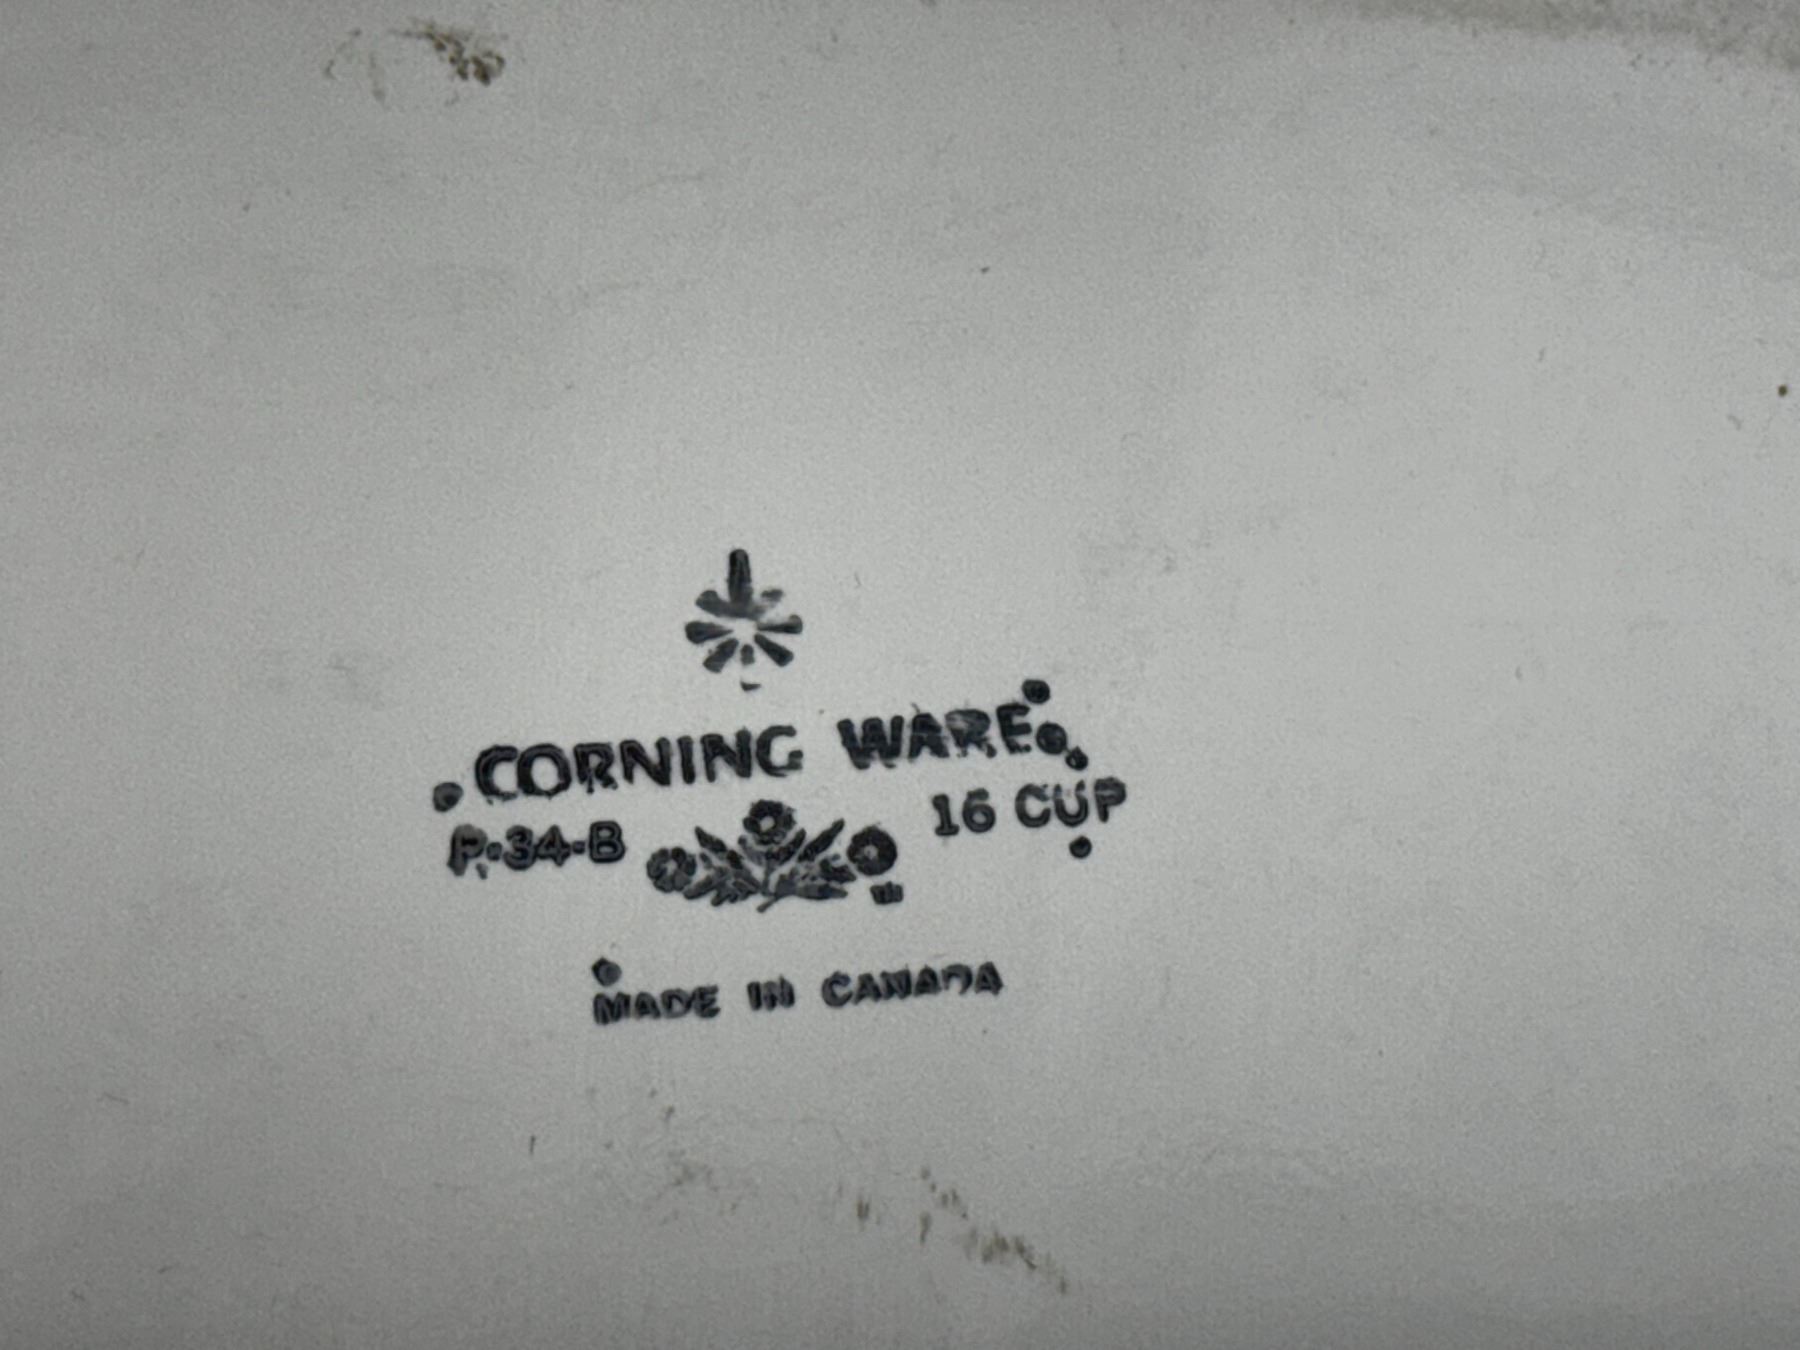 CORNING WARE
P-34-B 16 CUP
MADE IN CANADA